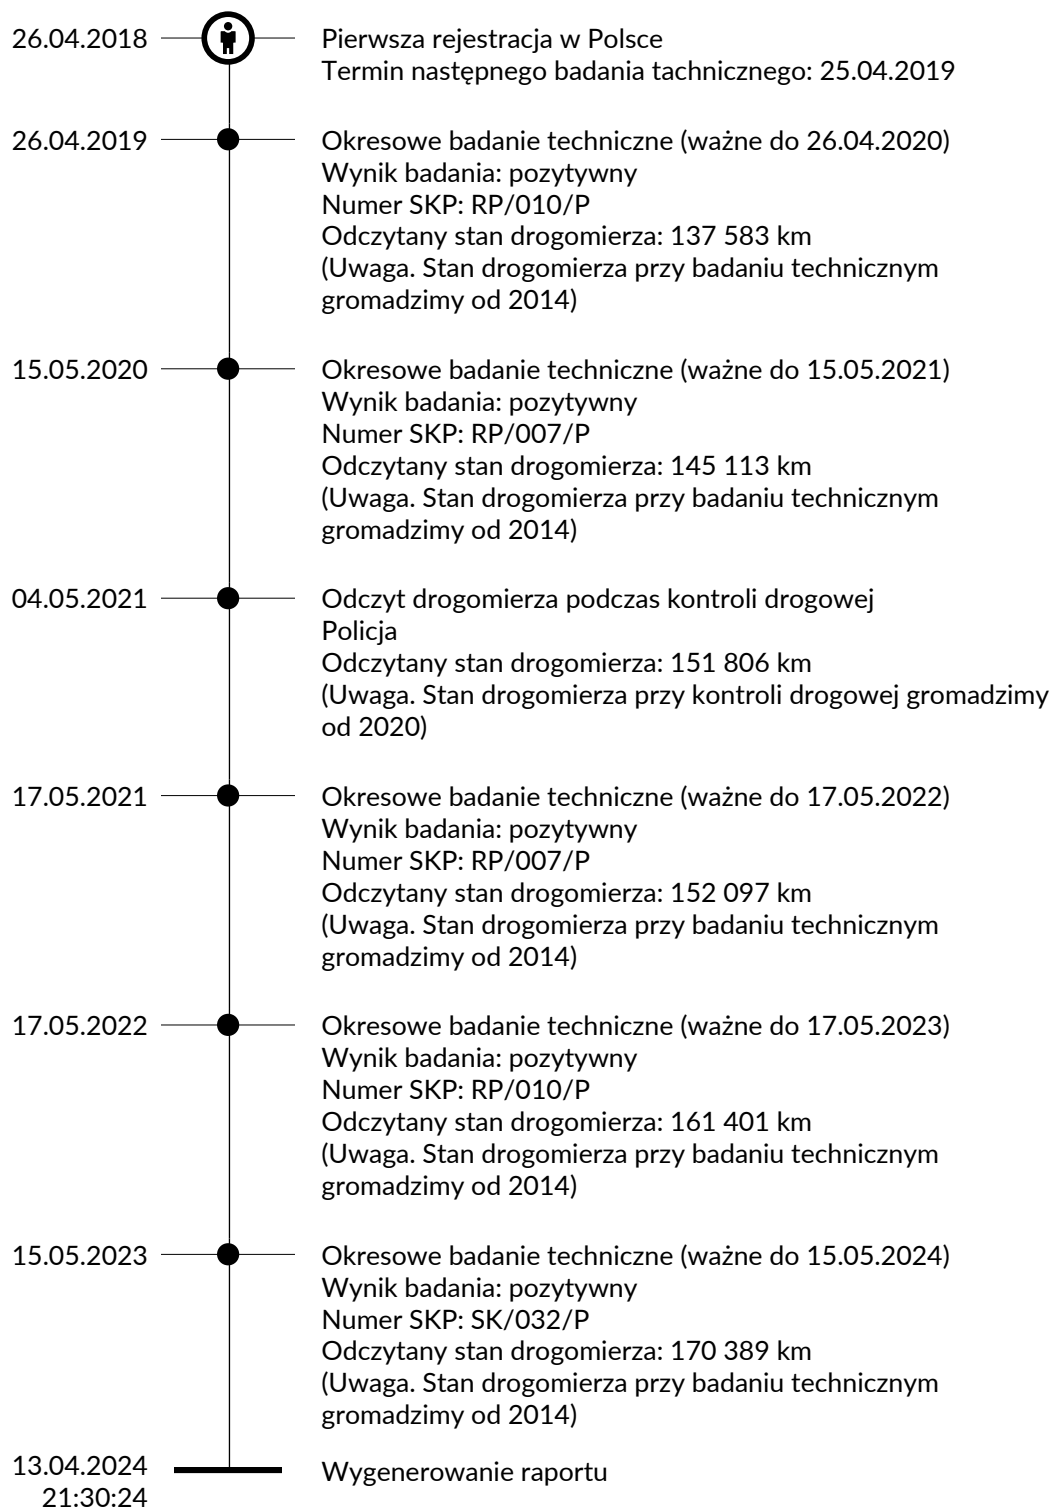 26.04.2018
Pierwsza rejestracja w Polsce
Termin następnego badania tachnicznego: 25.04.2019
26.04.2019
Okresowe badanie techniczne (ważne do 26.04.2020)
Wynik badania: pozytywny
Numer SKP: RP/010/P
Odczytany stan drogomierza: 137 583 km
(Uwaga. Stan drogomierza przy badaniu technicznym
gromadzimy od 2014)
15.05.2020
Okresowe badanie techniczne (ważne do 15.05.2021)
Wynik badania: pozytywny
Numer SKP: RP/007/P
Odczytany stan drogomierza: 145 113 km
(Uwaga. Stan drogomierza przy badaniu technicznym
gromadzimy od 2014)
04.05.2021
Odczyt drogomierza podczas kontroli drogowej
Policja
Odczytany stan drogomierza: 151 806 km
(Uwaga. Stan drogomierza przy kontroli drogowej gromadzimy
od 2020)
17.05.2021
Okresowe badanie techniczne (ważne do 17.05.2022)
Wynik badania: pozytywny
Numer SKP: RP/007/P
Odczytany stan drogomierza: 152 097 km
(Uwaga. Stan drogomierza przy badaniu technicznym
gromadzimy od 2014)
17.05.2022
Okresowe badanie techniczne (ważne do 17.05.2023)
Wynik badania: pozytywny
Numer SKP: RP/010/P
Odczytany stan drogomierza: 161 401 km
(Uwaga. Stan drogomierza przy badaniu technicznym
gromadzimy od 2014)
15.05.2023
Okresowe badanie techniczne (ważne do 15.05.2024)
Wynik badania: pozytywny
Numer SKP: SK/032/P
Odczytany stan drogomierza: 170 389 km
(Uwaga. Stan drogomierza przy badaniu technicznym
gromadzimy od 2014)
13.04.2024
21:30:24
Wygenerowanie raportu